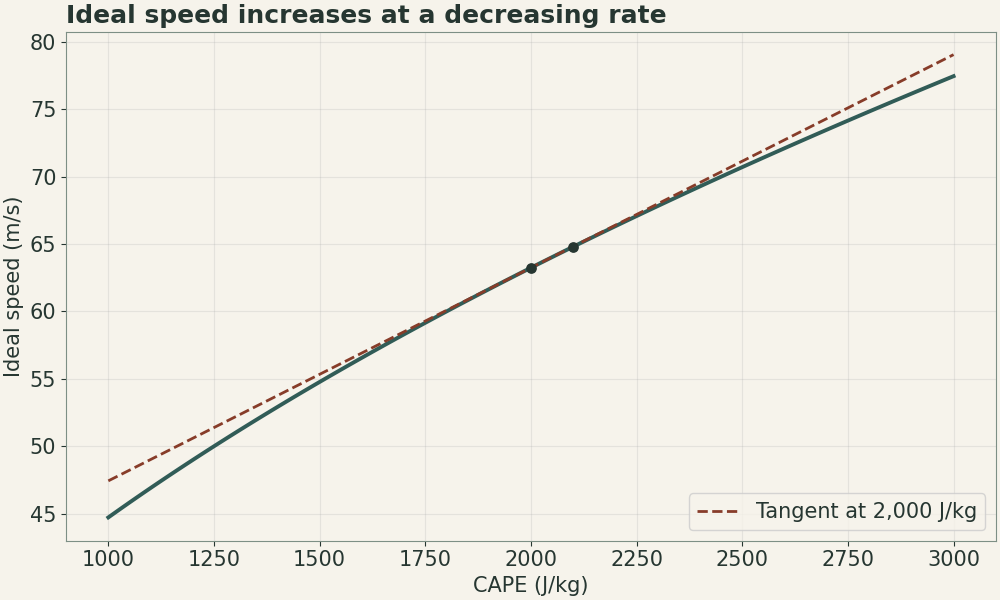 Ideal speed increases at a decreasing rate
Ideal speed (m/s)
80
75
70
65
60
55
50
45
Tangent at 2,000 J/kg
1000 1250 1500 1750 2000 2250 2500 2750 3000
CAPE (J/kg)